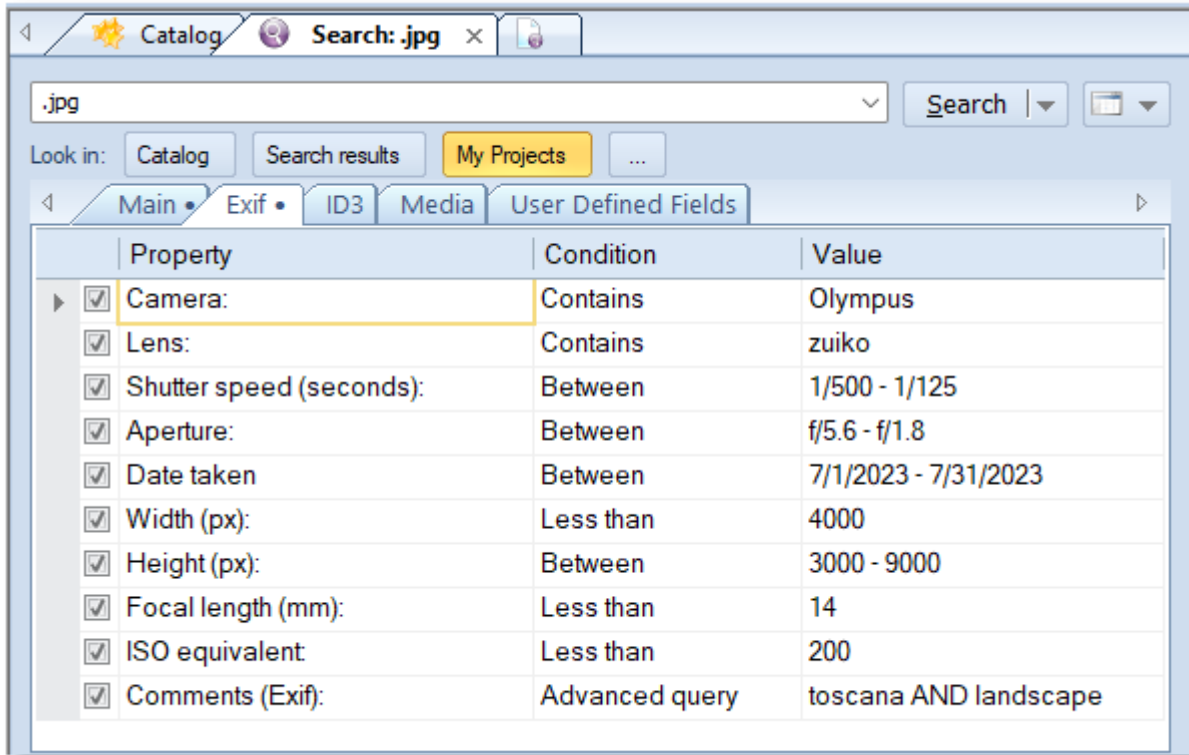 Catalog Search: .jpg
.jpg Search
Look in: Catalog Search results My Projects ...
Main • Exif • ID3 Media User Defined Fields
Property Condition Value
Camera: Contains Olympus
Lens: Contains zuiko
Shutter speed (seconds): Between 1/500 - 1/125
Aperture: Between f/5.6 - f/1.8
Date taken Between 7/1/2023 - 7/31/2023
Width (px): Less than 4000
Height (px): Between 3000 - 9000
Focal length (mm): Less than 14
ISO equivalent: Less than 200
Comments (Exif): Advanced query toscana AND landscape